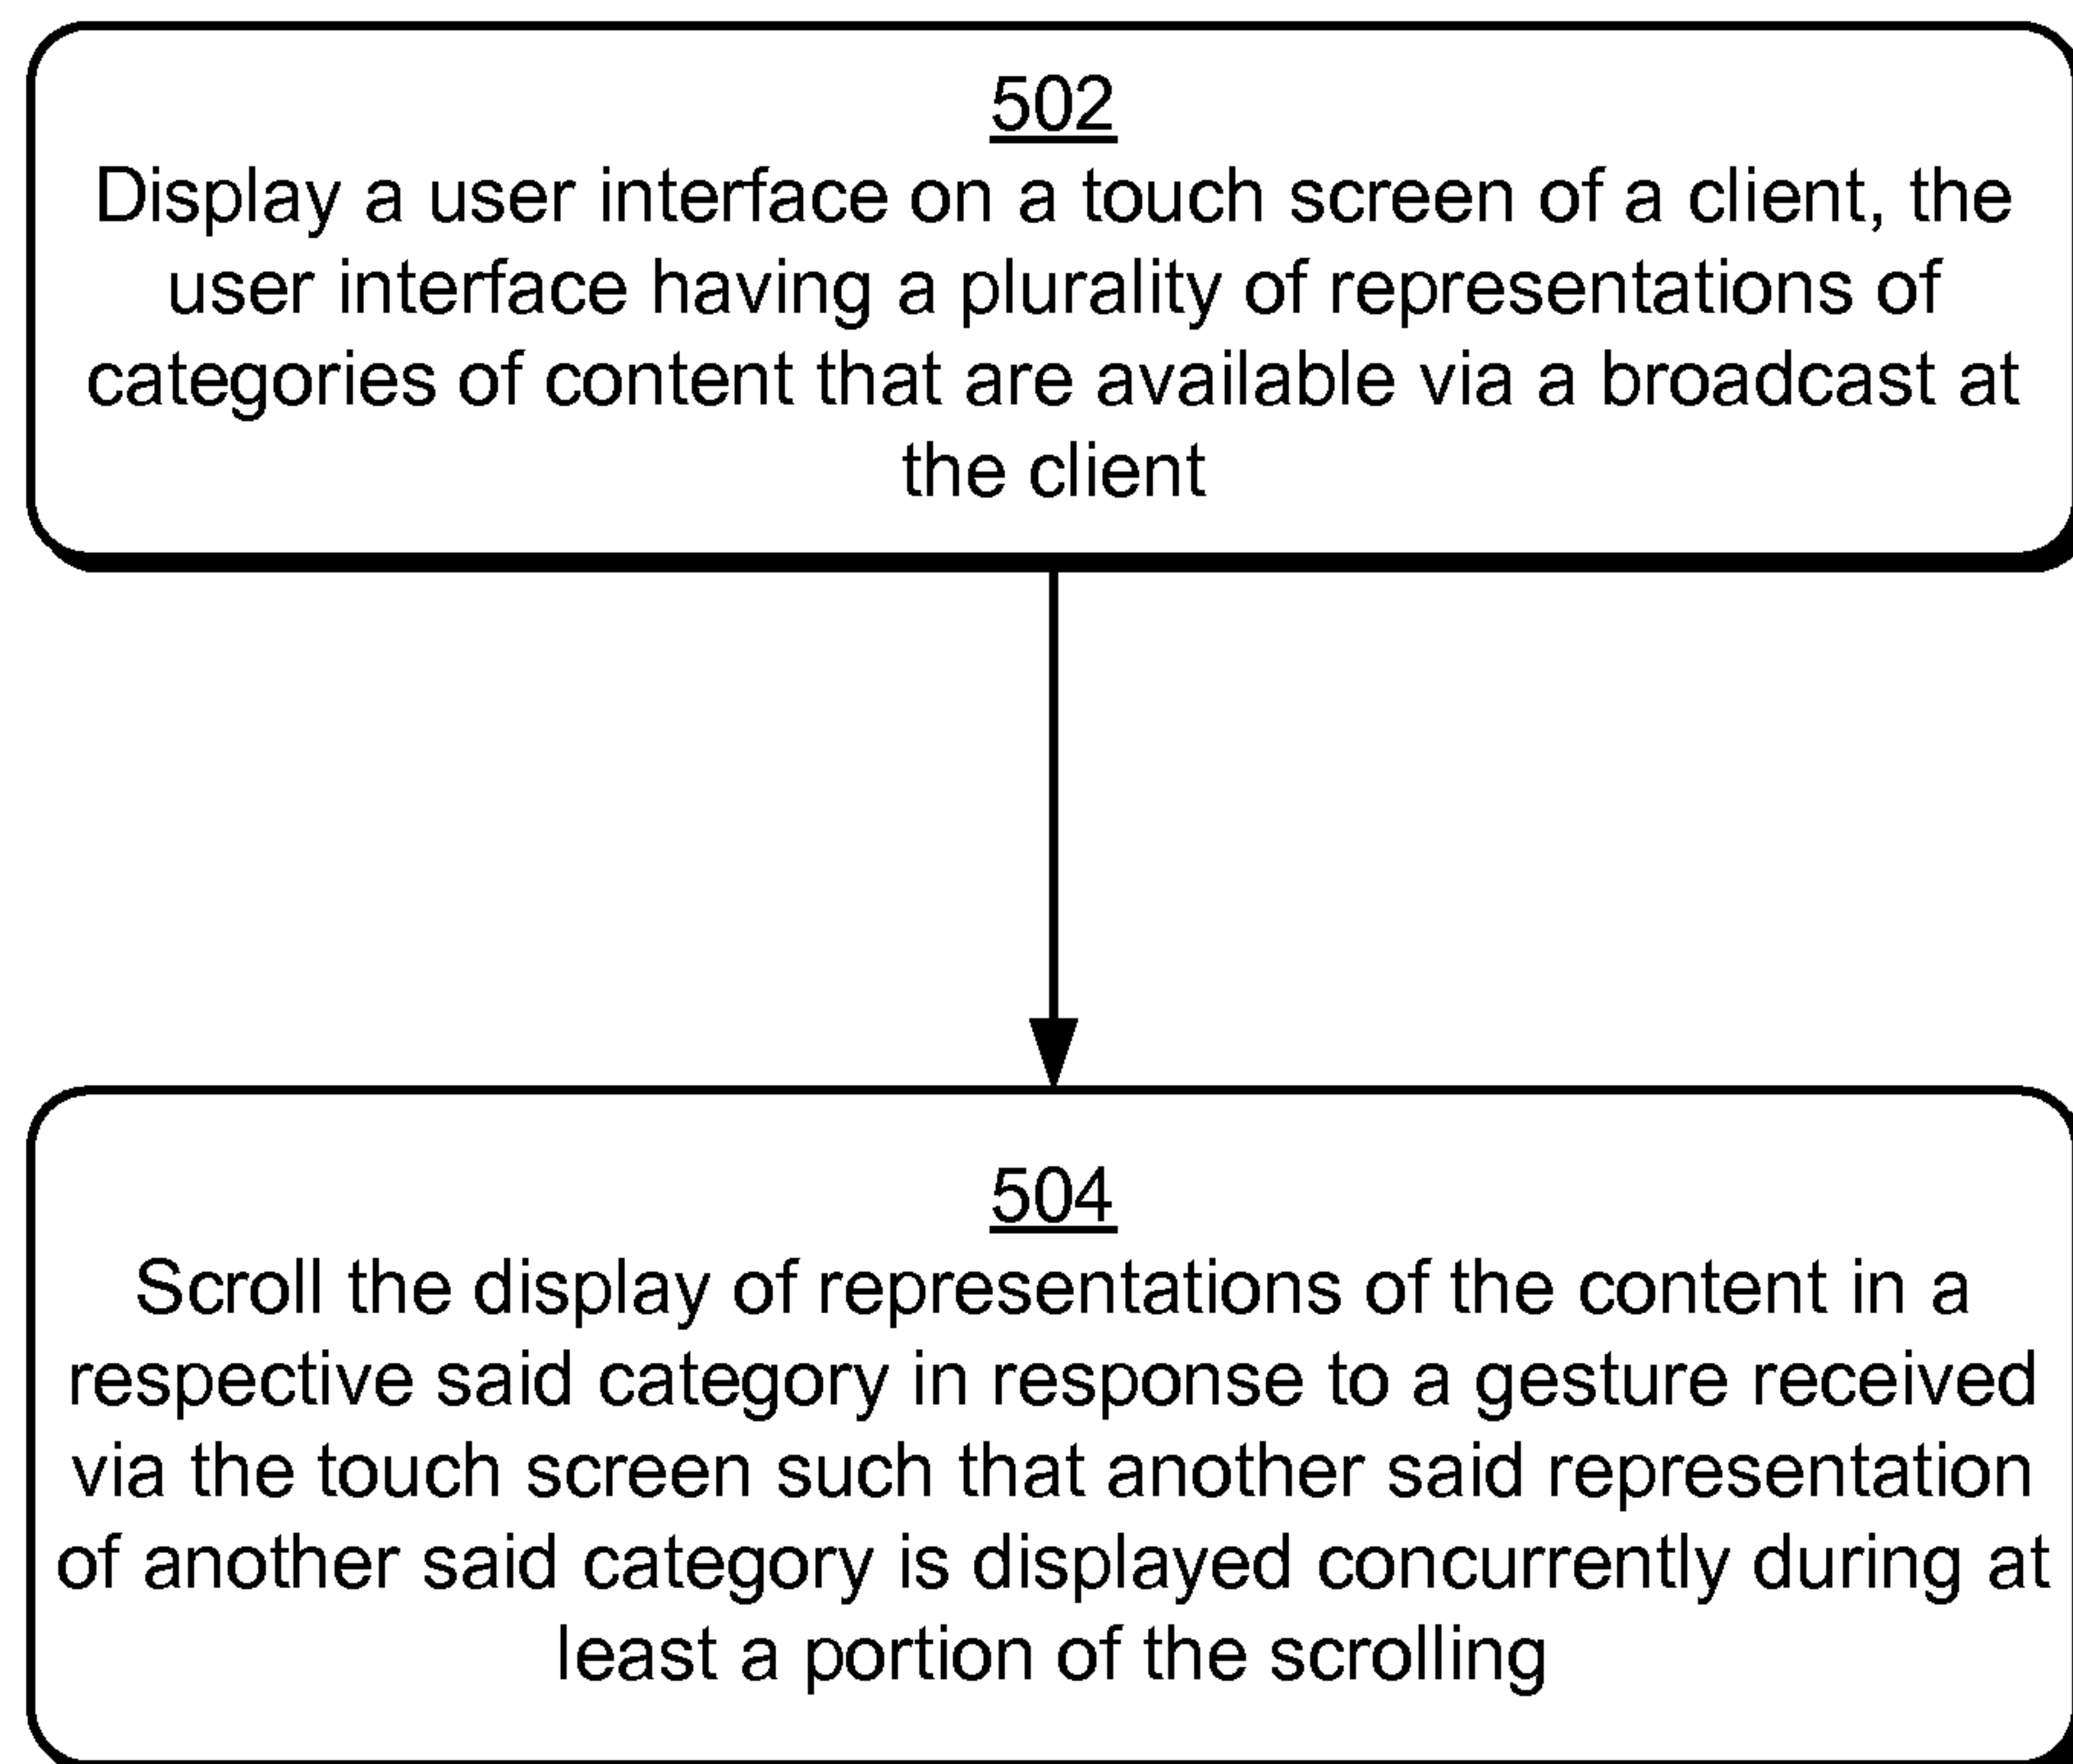 502
Display a user interface on a touch screen of a client, the
user interface having a plurality of representations of
categories of content that are available via a broadcast at
the client
504
Scroll the display of representations of the content in a
respective said category in response to a gesture received
via the touch screen such that another said representation
of another said category is displayed concurrently during at
least a portion of the scrolling